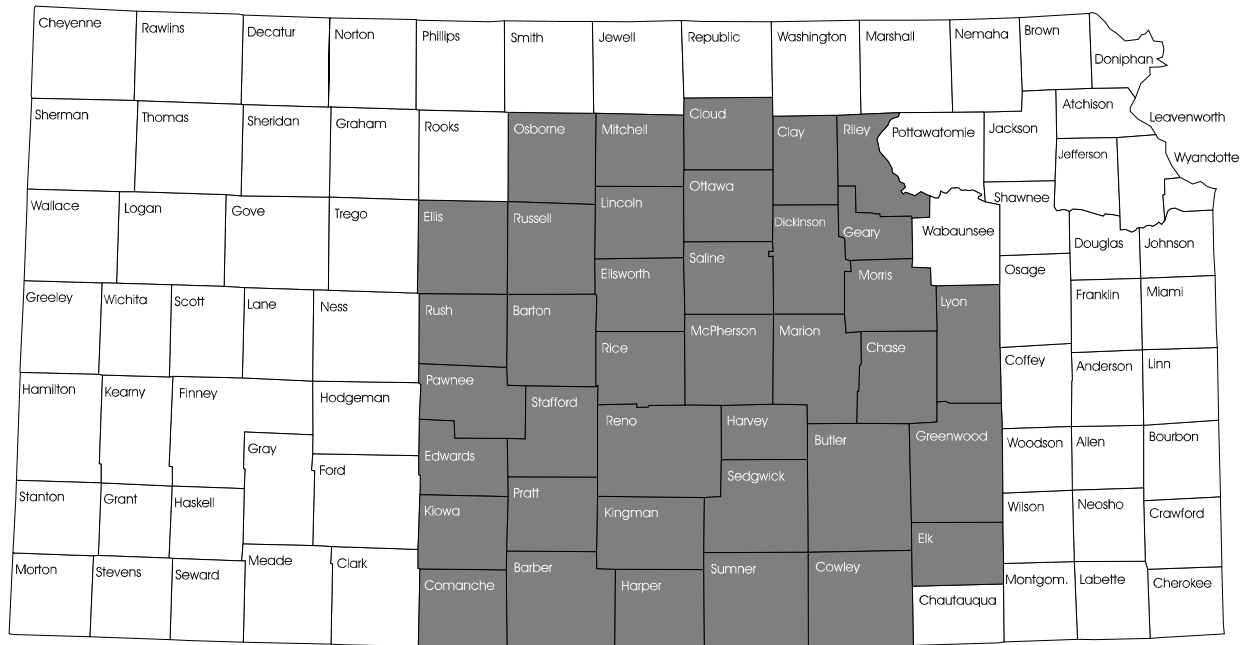 Cheyenne
Rawlins
Decatur
Norton
Phillips
Smith
Jewell
Republic
Washington
Marshall
Nemaha
Brown
Doniphan
Sherman
Thomas
Sheridan
Graham
Rooks
Osborne
Mitchell
Cloud
Clay
Riley
Pottawatomie
Jackson
Atchison
Leavenworth
Jefferson
Wyandotte
Wallace
Logan
Gove
Trego
Ellis
Russell
Lincoln
Ottawa
Dickinson
Geary
Wabaunsee
Shawnee
Douglas
Johnson
Ellsworth
Saline
Morris
Osage
Greeley
Wichita
Scott
Lane
Ness
Rush
Barton
Rice
McPherson
Marion
Chase
Lyon
Franklin
Miami
Hamilton
Kearny
Finney
Hodgeman
Pawnee
Stafford
Reno
Harvey
Butler
Greenwood
Coffey
Anderson
Linn
Gray
Ford
Edwards
Sedgwick
Woodson
Allen
Bourbon
Stanton
Grant
Haskell
Kiowa
Pratt
Kingman
Elk
Wilson
Neosho
Crawford
Morton
Stevens
Seward
Meade
Clark
Comanche
Barber
Harper
Sumner
Cowley
Chautauqua
Montgom.
Labette
Cherokee